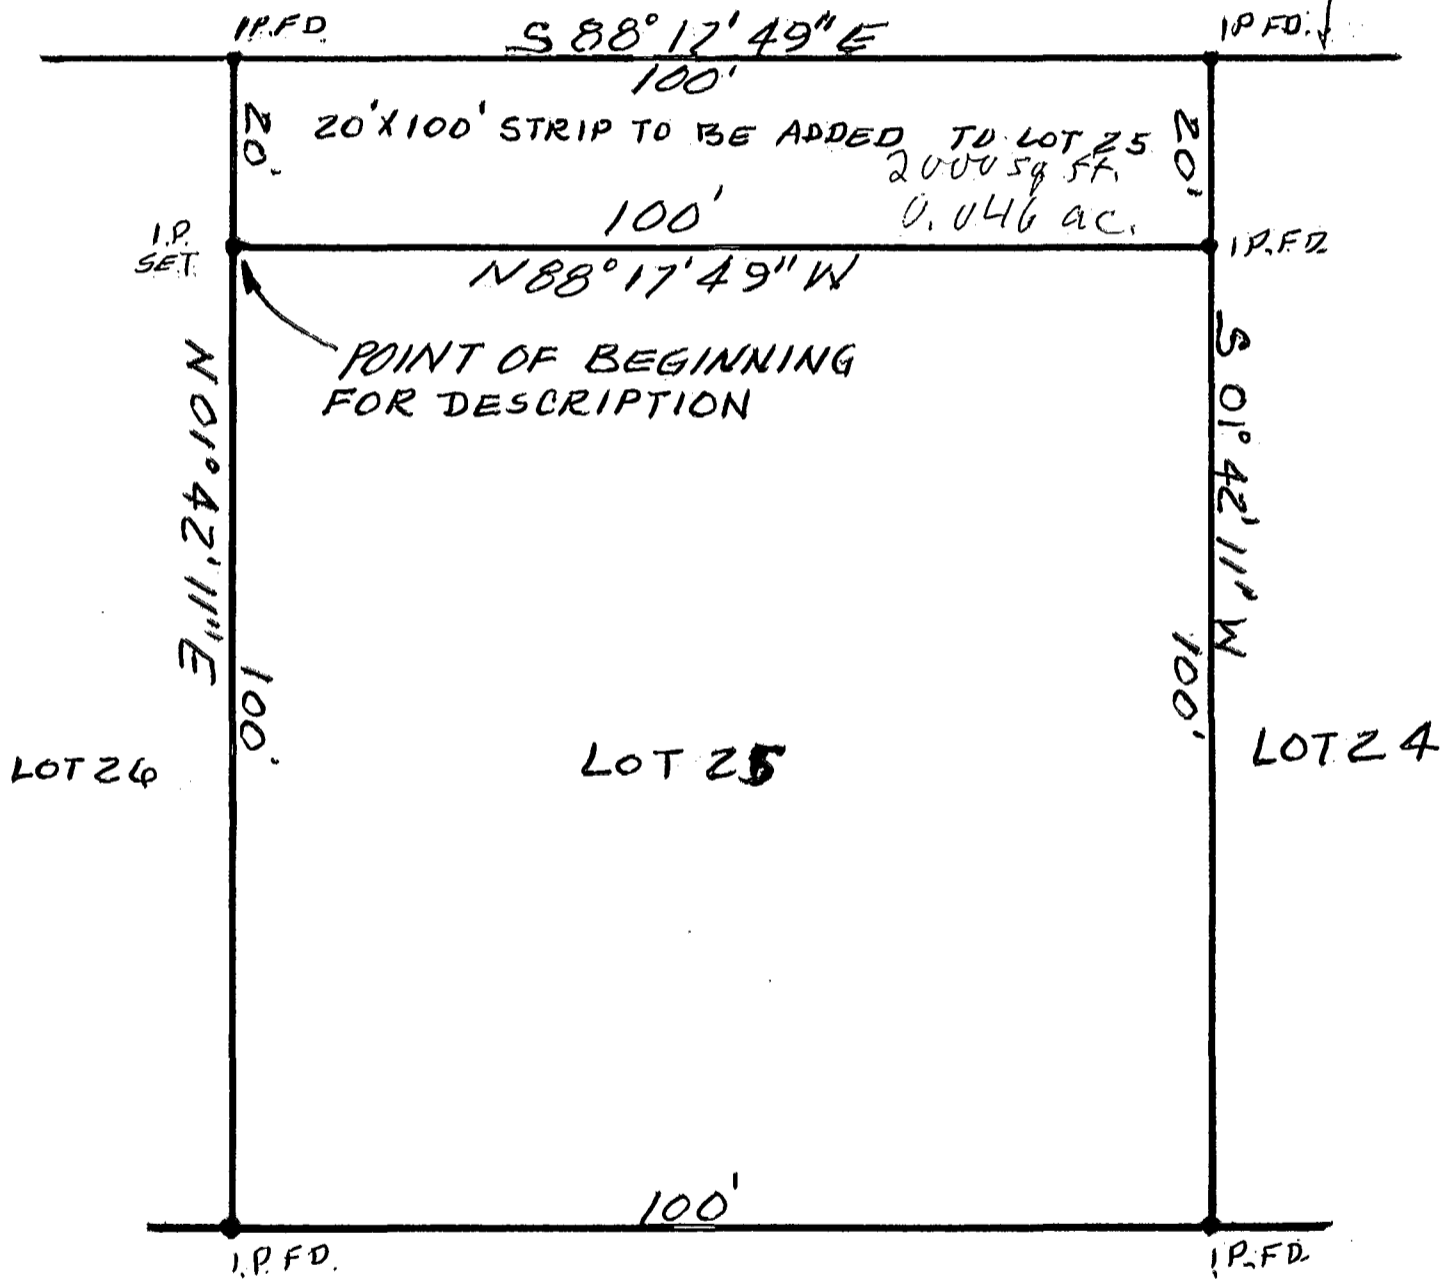 I.P. FD.
S 88° 17' 49" E
I.P. FD.
100'
20'
20' X 100' STRIP TO BE ADDED TO LOT 25
20'
2000 sq ft.
0.046 ac.
100'
I.P.
SET.
I.P. FD.
N 88° 17' 49" W
POINT OF BEGINNING
FOR DESCRIPTION
N 01° 42' 11" E
S 01° 42' 11" W
100'
100'
LOT 26
LOT 25
LOT 24
100'
I.P. FD.
I.P. FD.